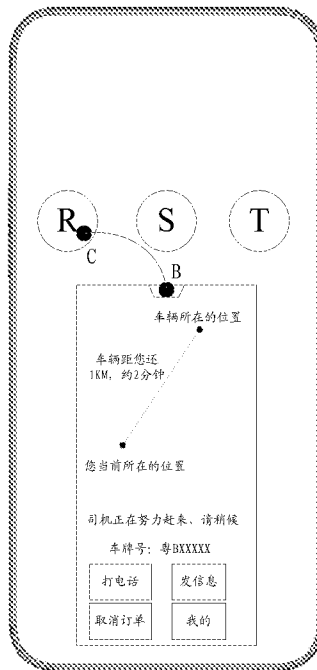 R S T
C
B
车辆所在的位置
车辆距您还
1KM，约2分钟
您当前所在的位置
司机正在努力赶来、请稍候
车牌号：粤BXXXXX
打电话 发信息
取消订单 我的